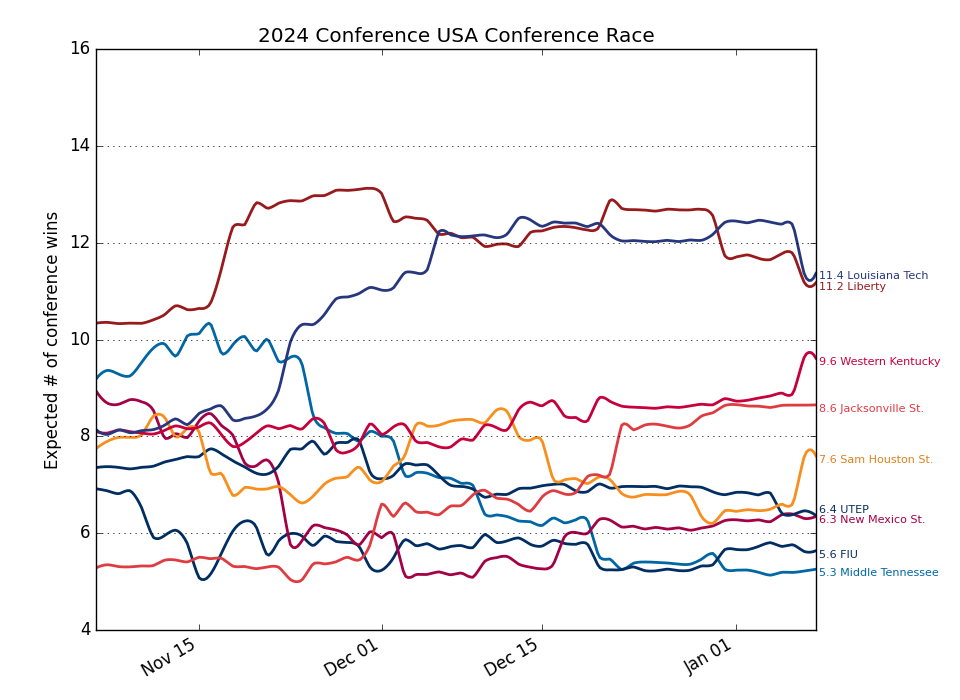 2024 Conference USA Conference Race
Expected # of conference wins
16
14
12
10
8
6
4
Nov 15
Dec 01
Dec 15
Jan 01
11.4 Louisiana Tech
11.2 Liberty
9.6 Western Kentucky
8.6 Jacksonville St.
7.6 Sam Houston St.
6.4 UTEP
6.3 New Mexico St.
5.6 FIU
5.3 Middle Tennessee